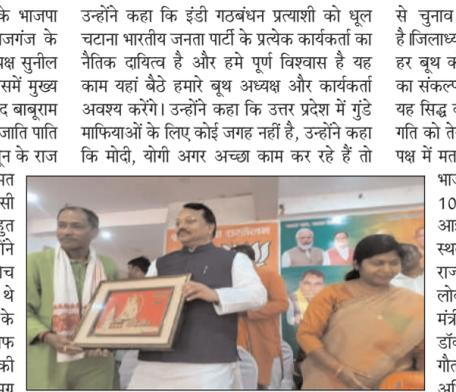 के भाजपा
जगंज के
क्ष सुनील
समें मुख्य
द बाबूराम
जाति पाति
नून के राज
मत
सी
हुत
होंने
च
थे
के
फ
की
उन्होंने कहा कि इंडी गठबंधन प्रत्याशी को धूल
चटाना भारतीय जनता पार्टी के प्रत्येक कार्यकर्ता का
नैतिक दायित्व है और हमे पूर्ण विश्वास है यह
काम यहां बैठे हमारे बूथ अध्यक्ष और कार्यकर्ता
अवश्य करेंगे। उन्होंने कहा कि उत्तर प्रदेश में गुंडे
माफियाओं के लिए कोई जगह नहीं है, उन्होंने कहा
कि मोदी, योगी अगर अच्छा काम कर रहे हैं तो
से चुनाव
है।जिलाध्य
हर बूथ क
का संकल्प
यह सिद्ध
गति को ते
पक्ष में मत
भाज
10
आइ
स्थ
राज
लोक
मंत्री
डॉ
गौत